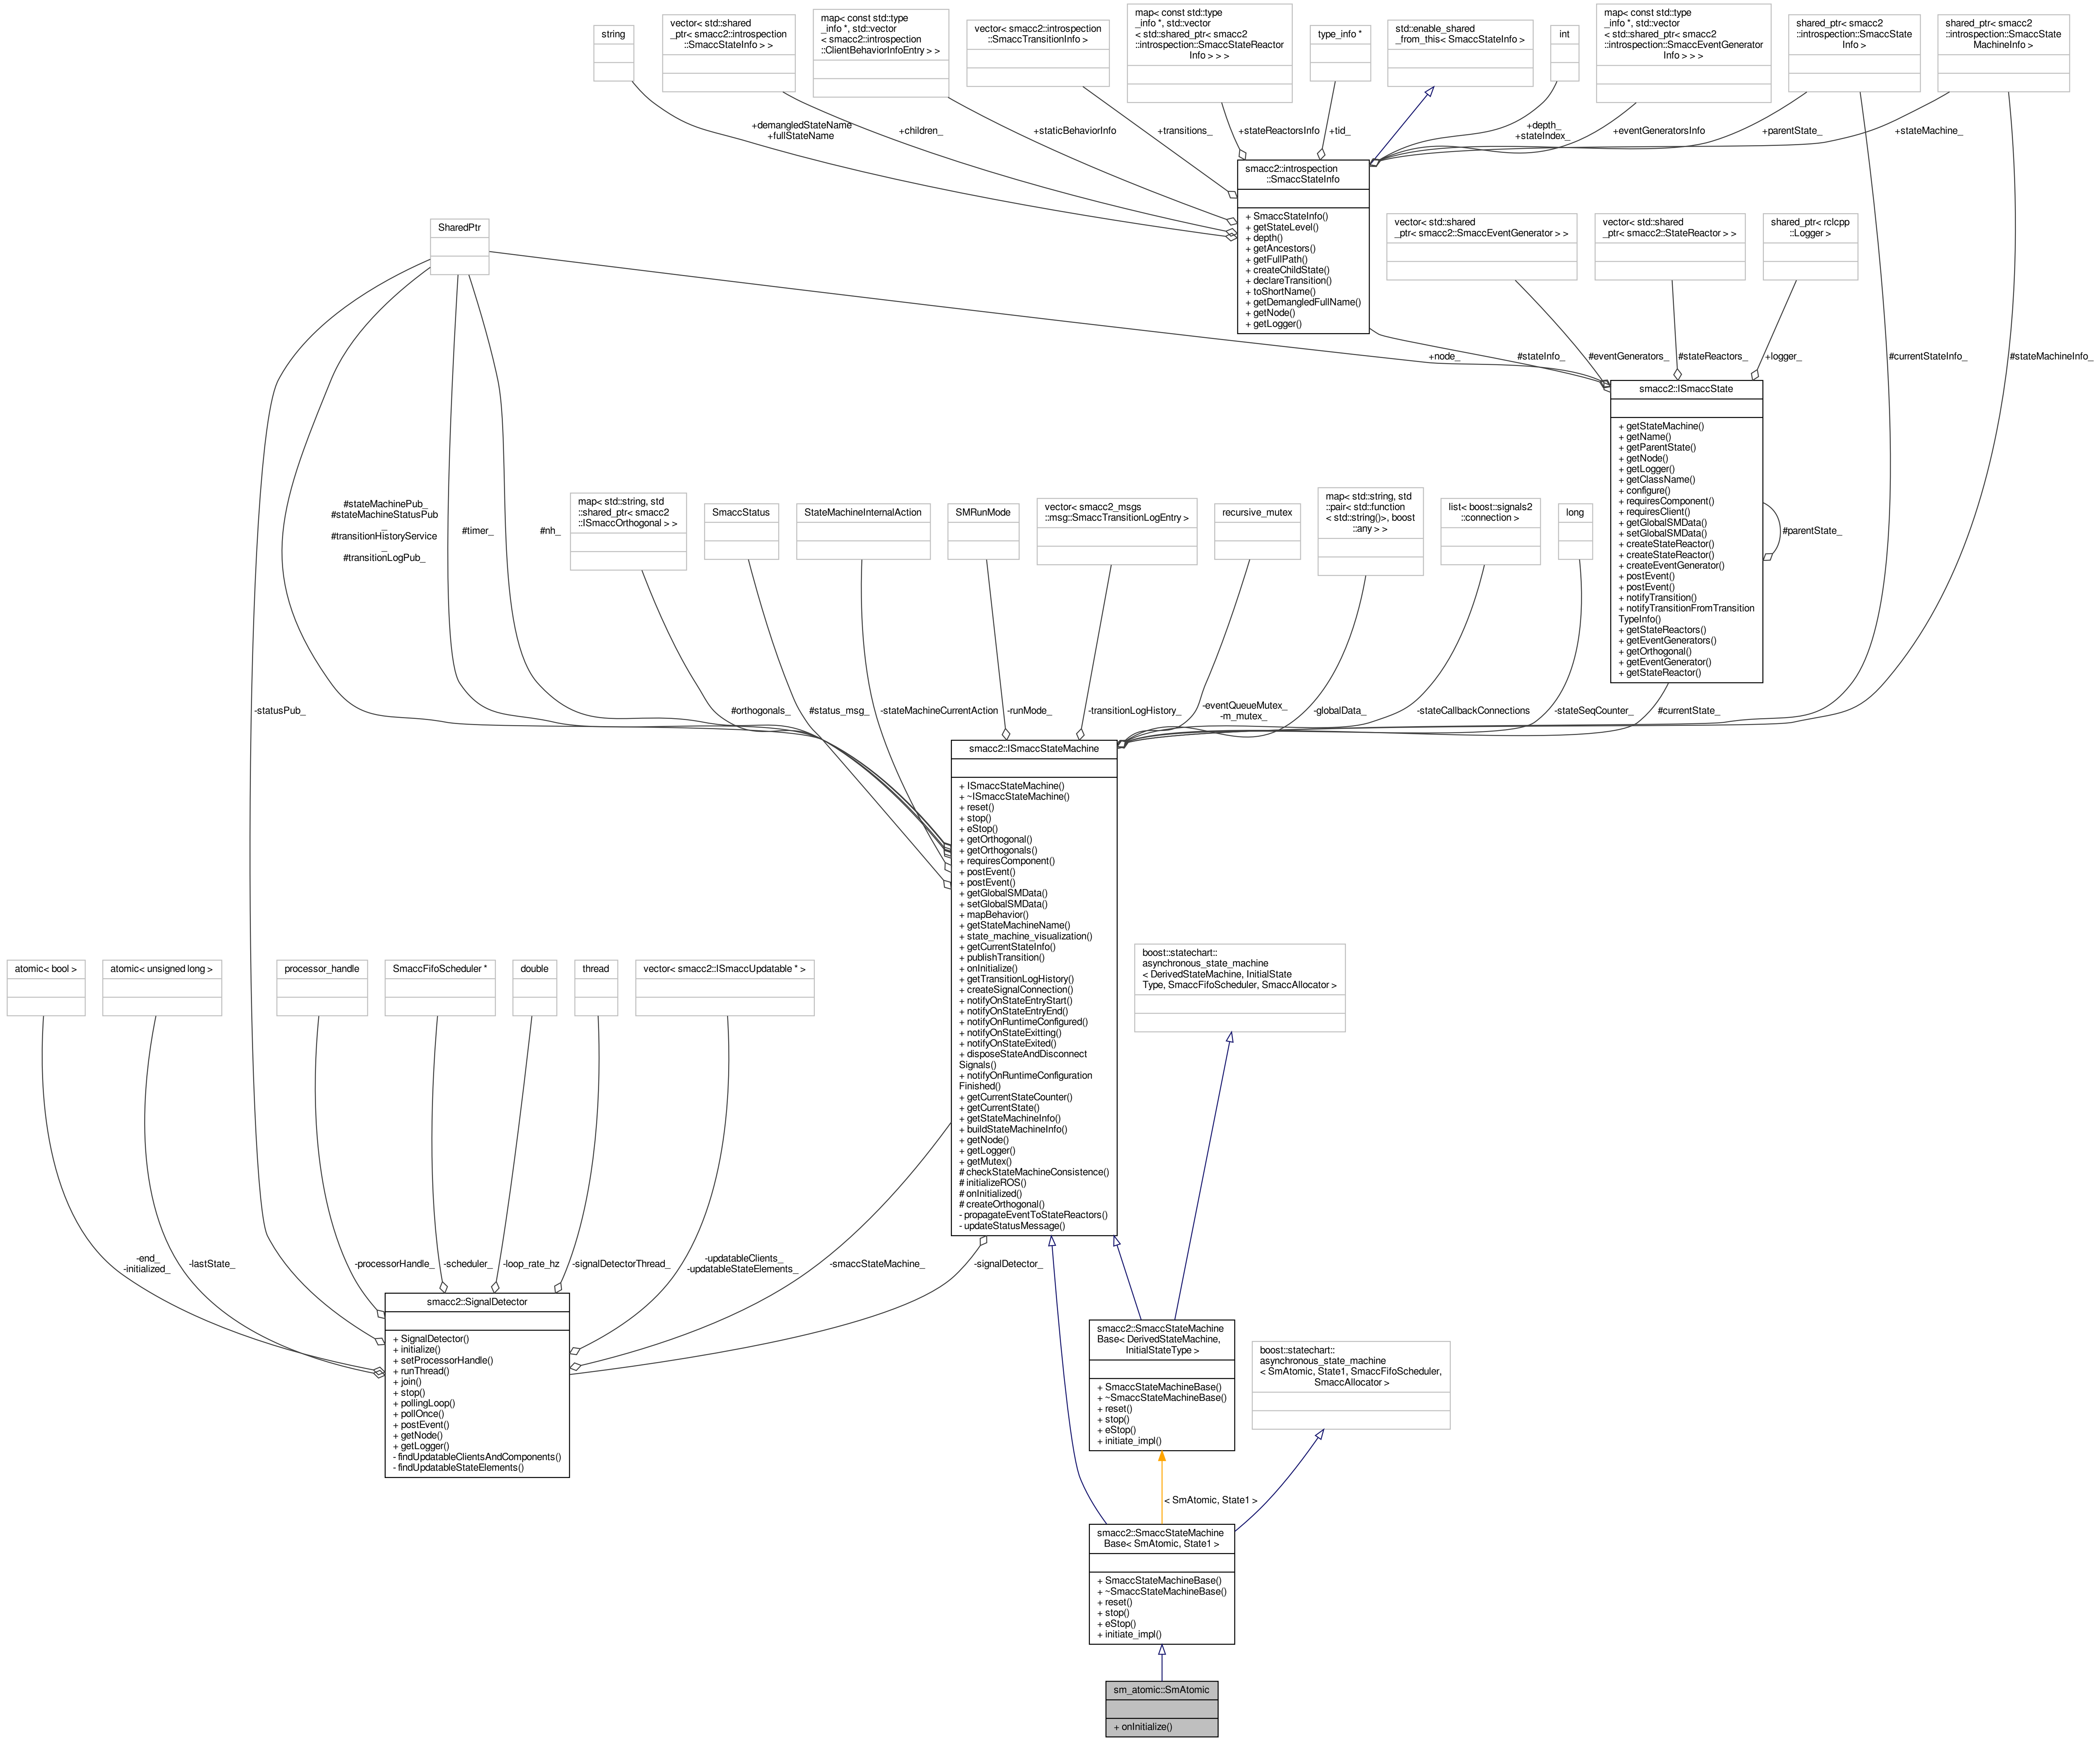 string
vector< std::shared
_ptr< smacc2::introspection
::SmaccStateInfo > >
map< const std::type
_info *, std::vector
< smacc2::introspection
::ClientBehaviorInfoEntry > >
vector< smacc2::introspection
::SmaccTransitionInfo >
map< const std::type
_info *, std::vector
< std::shared_ptr< smacc2
::introspection::SmaccStateReactor
Info > > >
type_info *
std::enable_shared
_from_this< SmaccStateInfo >
int
map< const std::type
_info *, std::vector
< std::shared_ptr< smacc2
::introspection::SmaccEventGenerator
Info > > >
shared_ptr< smacc2
::introspection::SmaccState
Info >
shared_ptr< smacc2
::introspection::SmaccState
MachineInfo >
+demangledStateName
+fullStateName
+children_
+staticBehaviorInfo
+transitions_
+stateReactorsInfo
+tid_
+depth_
+stateIndex_
+eventGeneratorsInfo
+parentState_
+stateMachine_
smacc2::introspection
::SmaccStateInfo
+ SmaccStateInfo()
+ getStateLevel()
+ depth()
+ getAncestors()
+ getFullPath()
+ createChildState()
+ declareTransition()
+ toShortName()
+ getDemangledFullName()
+ getNode()
+ getLogger()
SharedPtr
vector< std::shared
_ptr< smacc2::SmaccEventGenerator > >
vector< std::shared
_ptr< smacc2::StateReactor > >
shared_ptr< rclcpp
::Logger >
+node_
#stateInfo_
#eventGenerators_
#stateReactors_
+logger_
#currentStateInfo_
#stateMachineInfo_
smacc2::ISmaccState
+ getStateMachine()
+ getName()
+ getParentState()
+ getNode()
+ getLogger()
+ getClassName()
+ configure()
+ requiresComponent()
+ requiresClient()
+ getGlobalSMData()
+ setGlobalSMData()
+ createStateReactor()
+ createStateReactor()
+ createEventGenerator()
+ postEvent()
+ postEvent()
+ notifyTransition()
+ notifyTransitionFromTransition
TypeInfo()
+ getStateReactors()
+ getEventGenerators()
+ getOrthogonal()
+ getEventGenerator()
+ getStateReactor()
#parentState_
#stateMachinePub_
#stateMachineStatusPub
_
#transitionHistoryService
_
#transitionLogPub_
#timer_
#nh_
map< std::string, std
::shared_ptr< smacc2
::ISmaccOrthogonal > >
SmaccStatus
StateMachineInternalAction
SMRunMode
vector< smacc2_msgs
::msg::SmaccTransitionLogEntry >
recursive_mutex
map< std::string, std
::pair< std::function
< std::string()>, boost
::any > >
list< boost::signals2
::connection >
long
-statusPub_
#orthogonals_
#status_msg_
-stateMachineCurrentAction
-runMode_
-transitionLogHistory_
-eventQueueMutex_
-m_mutex_
-globalData_
-stateCallbackConnections
-stateSeqCounter_
#currentState_
smacc2::ISmaccStateMachine
+ ISmaccStateMachine()
+ ~ISmaccStateMachine()
+ reset()
+ stop()
+ eStop()
+ getOrthogonal()
+ getOrthogonals()
+ requiresComponent()
+ postEvent()
+ postEvent()
+ getGlobalSMData()
+ setGlobalSMData()
+ mapBehavior()
+ getStateMachineName()
+ state_machine_visualization()
+ getCurrentStateInfo()
+ publishTransition()
+ onInitialize()
+ getTransitionLogHistory()
+ createSignalConnection()
+ notifyOnStateEntryStart()
+ notifyOnStateEntryEnd()
+ notifyOnRuntimeConfigured()
+ notifyOnStateExitting()
+ notifyOnStateExited()
+ disposeStateAndDisconnect
Signals()
+ notifyOnRuntimeConfiguration
Finished()
+ getCurrentStateCounter()
+ getCurrentState()
+ getStateMachineInfo()
+ buildStateMachineInfo()
+ getNode()
+ getLogger()
+ getMutex()
# checkStateMachineConsistence()
# initializeROS()
# onInitialized()
# createOrthogonal()
- propagateEventToStateReactors()
- updateStatusMessage()
atomic< bool >
atomic< unsigned long >
processor_handle
SmaccFifoScheduler *
double
thread
vector< smacc2::ISmaccUpdatable * >
boost::statechart::
asynchronous_state_machine
< DerivedStateMachine, InitialState
Type, SmaccFifoScheduler, SmaccAllocator >
-end_
-initialized_
-lastState_
-processorHandle_
-scheduler_
-loop_rate_hz
-signalDetectorThread_
-updatableClients_
-updatableStateElements_
-smaccStateMachine_
-signalDetector_
smacc2::SignalDetector
+ SignalDetector()
+ initialize()
+ setProcessorHandle()
+ runThread()
+ join()
+ stop()
+ pollingLoop()
+ pollOnce()
+ postEvent()
+ getNode()
+ getLogger()
- findUpdatableClientsAndComponents()
- findUpdatableStateElements()
smacc2::SmaccStateMachine
Base< DerivedStateMachine,
InitialStateType >
+ SmaccStateMachineBase()
+ ~SmaccStateMachineBase()
+ reset()
+ stop()
+ eStop()
+ initiate_impl()
boost::statechart::
asynchronous_state_machine
< SmAtomic, State1, SmaccFifoScheduler,
SmaccAllocator >
< SmAtomic, State1 >
smacc2::SmaccStateMachine
Base< SmAtomic, State1 >
+ SmaccStateMachineBase()
+ ~SmaccStateMachineBase()
+ reset()
+ stop()
+ eStop()
+ initiate_impl()
sm_atomic::SmAtomic
+ onInitialize()